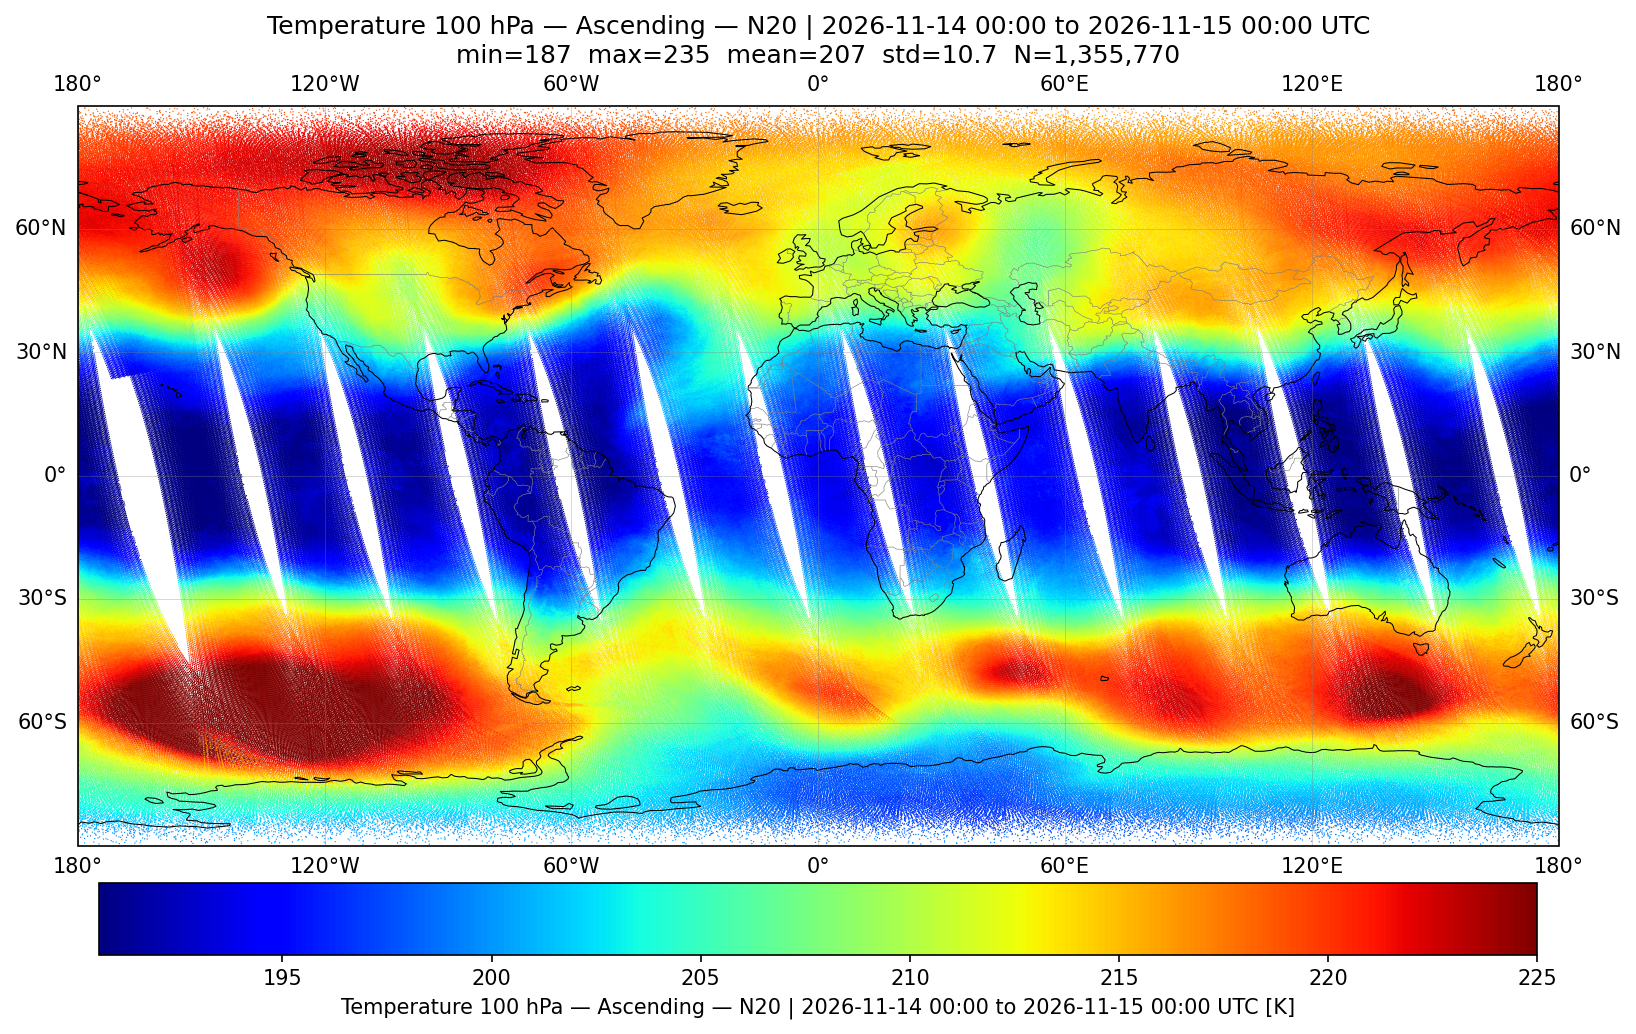 Temperature 100 hPa — Ascending — N20 | 2026-11-14 00:00 to 2026-11-15 00:00 UTC
min=187 max=235 mean=207 std=10.7 N=1,355,770
180° 120°W 60°W 0° 60°E 120°E 180°
60°N 60°N
30°N 30°N
0° 0°
30°S 30°S
60°S 60°S
180° 120°W 60°W 0° 60°E 120°E 180°
195 200 205 210 215 220 225
Temperature 100 hPa — Ascending — N20 | 2026-11-14 00:00 to 2026-11-15 00:00 UTC [K]